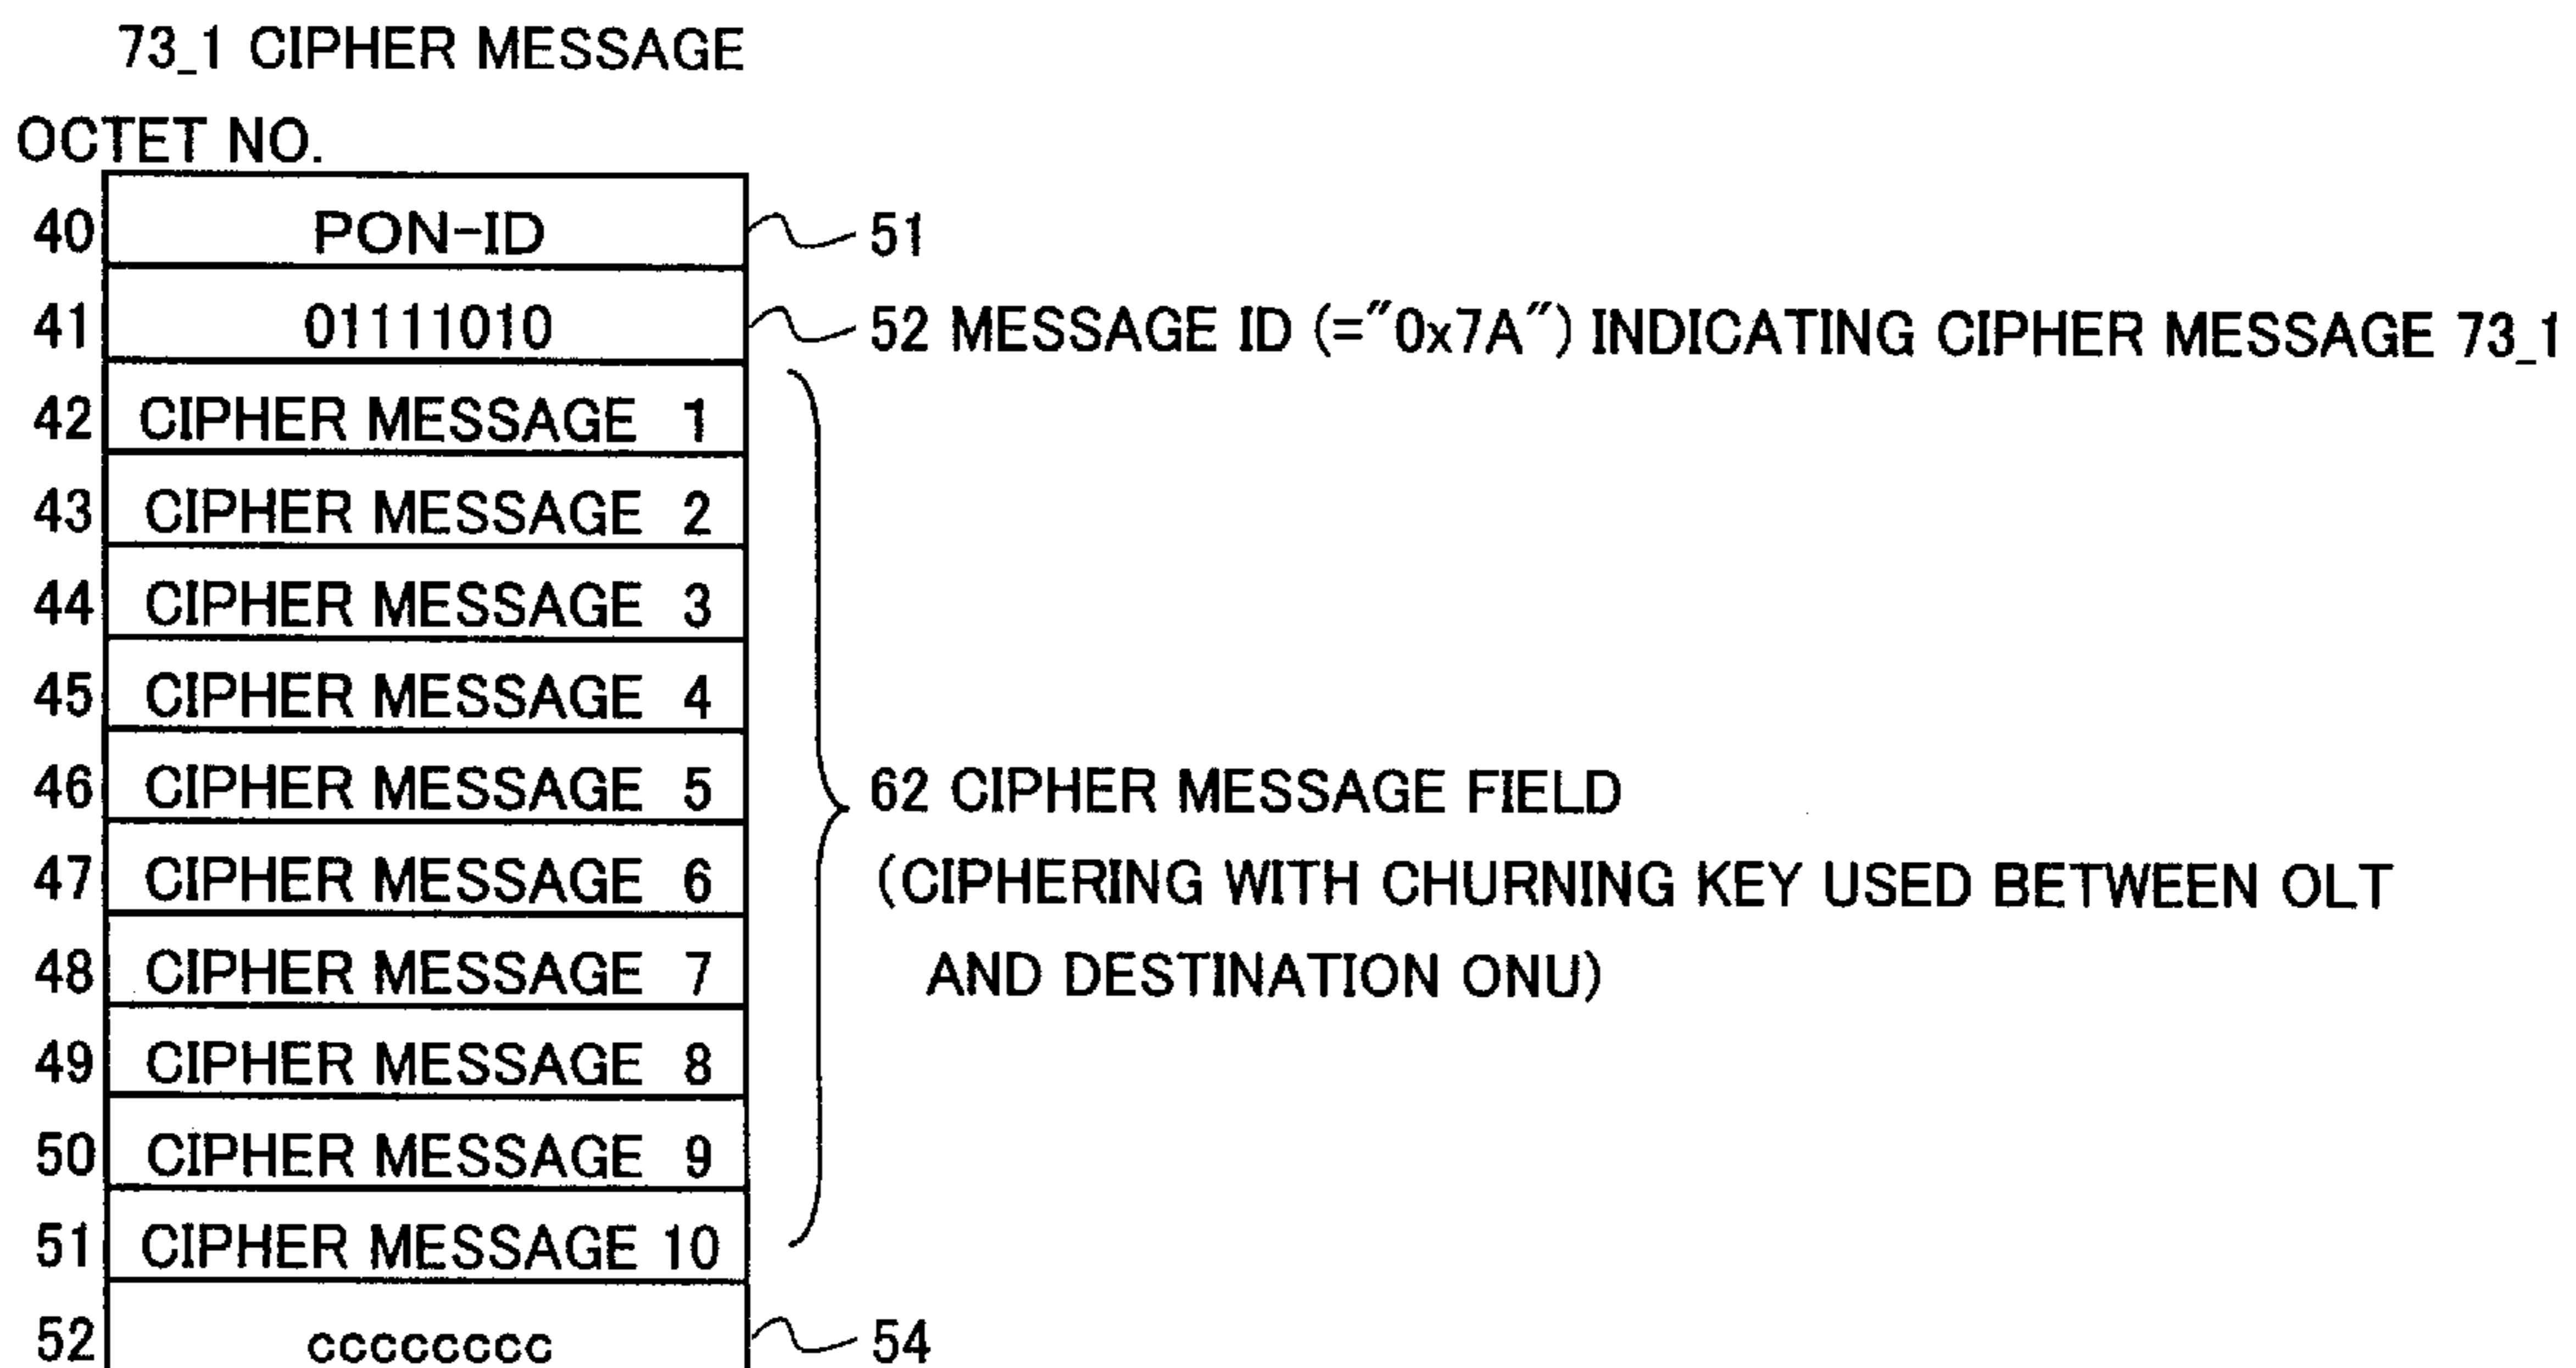 73_1 CIPHER MESSAGE
OCTET NO.
40 PON-ID 51
41 01111010 52 MESSAGE ID (="0x7A") INDICATING CIPHER MESSAGE 73_1
42 CIPHER MESSAGE 1
43 CIPHER MESSAGE 2
44 CIPHER MESSAGE 3
45 CIPHER MESSAGE 4
46 CIPHER MESSAGE 5 62 CIPHER MESSAGE FIELD
47 CIPHER MESSAGE 6 (CIPHERING WITH CHURNING KEY USED BETWEEN OLT
48 CIPHER MESSAGE 7 AND DESTINATION ONU)
49 CIPHER MESSAGE 8
50 CIPHER MESSAGE 9
51 CIPHER MESSAGE 10
52 cccccccc 54